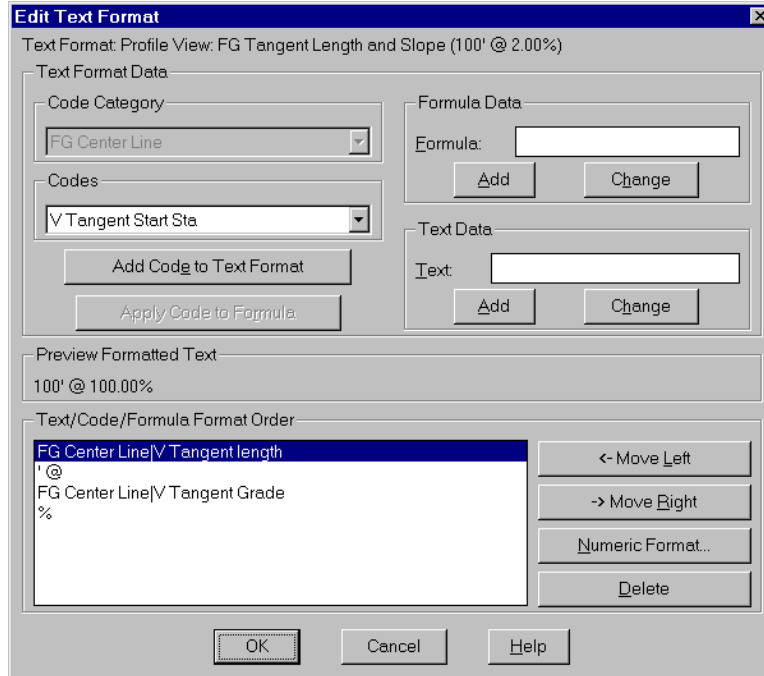 Edit Text Format
Text Format: Profile View: FG Tangent Length and Slope (100' @ 2.00%)
Text Format Data
Code Category
FG Center Line
Codes
V Tangent Start Sta
Add Code to Text Format
Apply Code to Formula
Formula Data
Formula:
Add Change
Text Data
Text:
Add Change
Preview Formatted Text
100' @ 100.00%
Text/Code/Formula Format Order
FG Center Line|V Tangent length
' @
FG Center Line|V Tangent Grade
%
<- Move Left
-> Move Right
Numeric Format...
Delete
OK Cancel Help